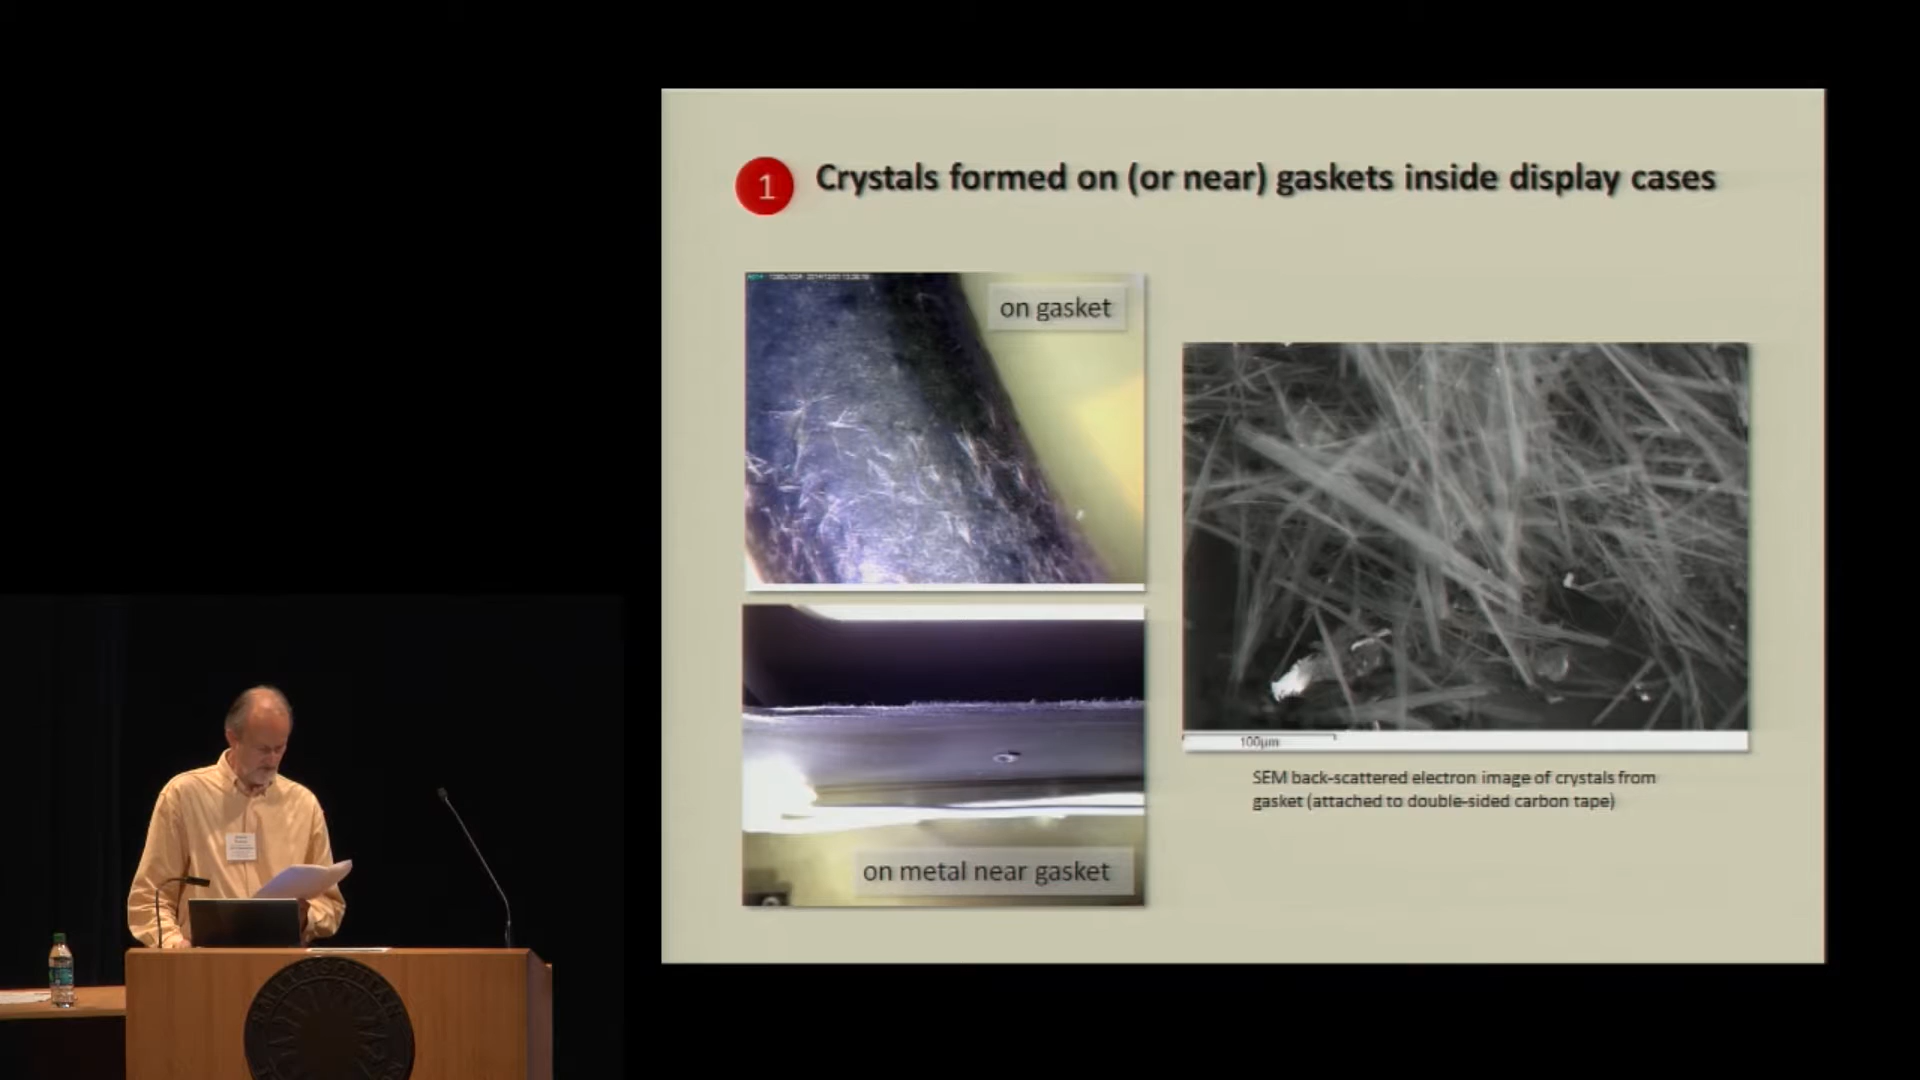 1
Crystals formed on (or near) gaskets inside display cases
on gasket
on metal near gasket
100μm
SEM back-scattered electron image of crystals from
gasket (attached to double-sided carbon tape)
SMITHSONIAN